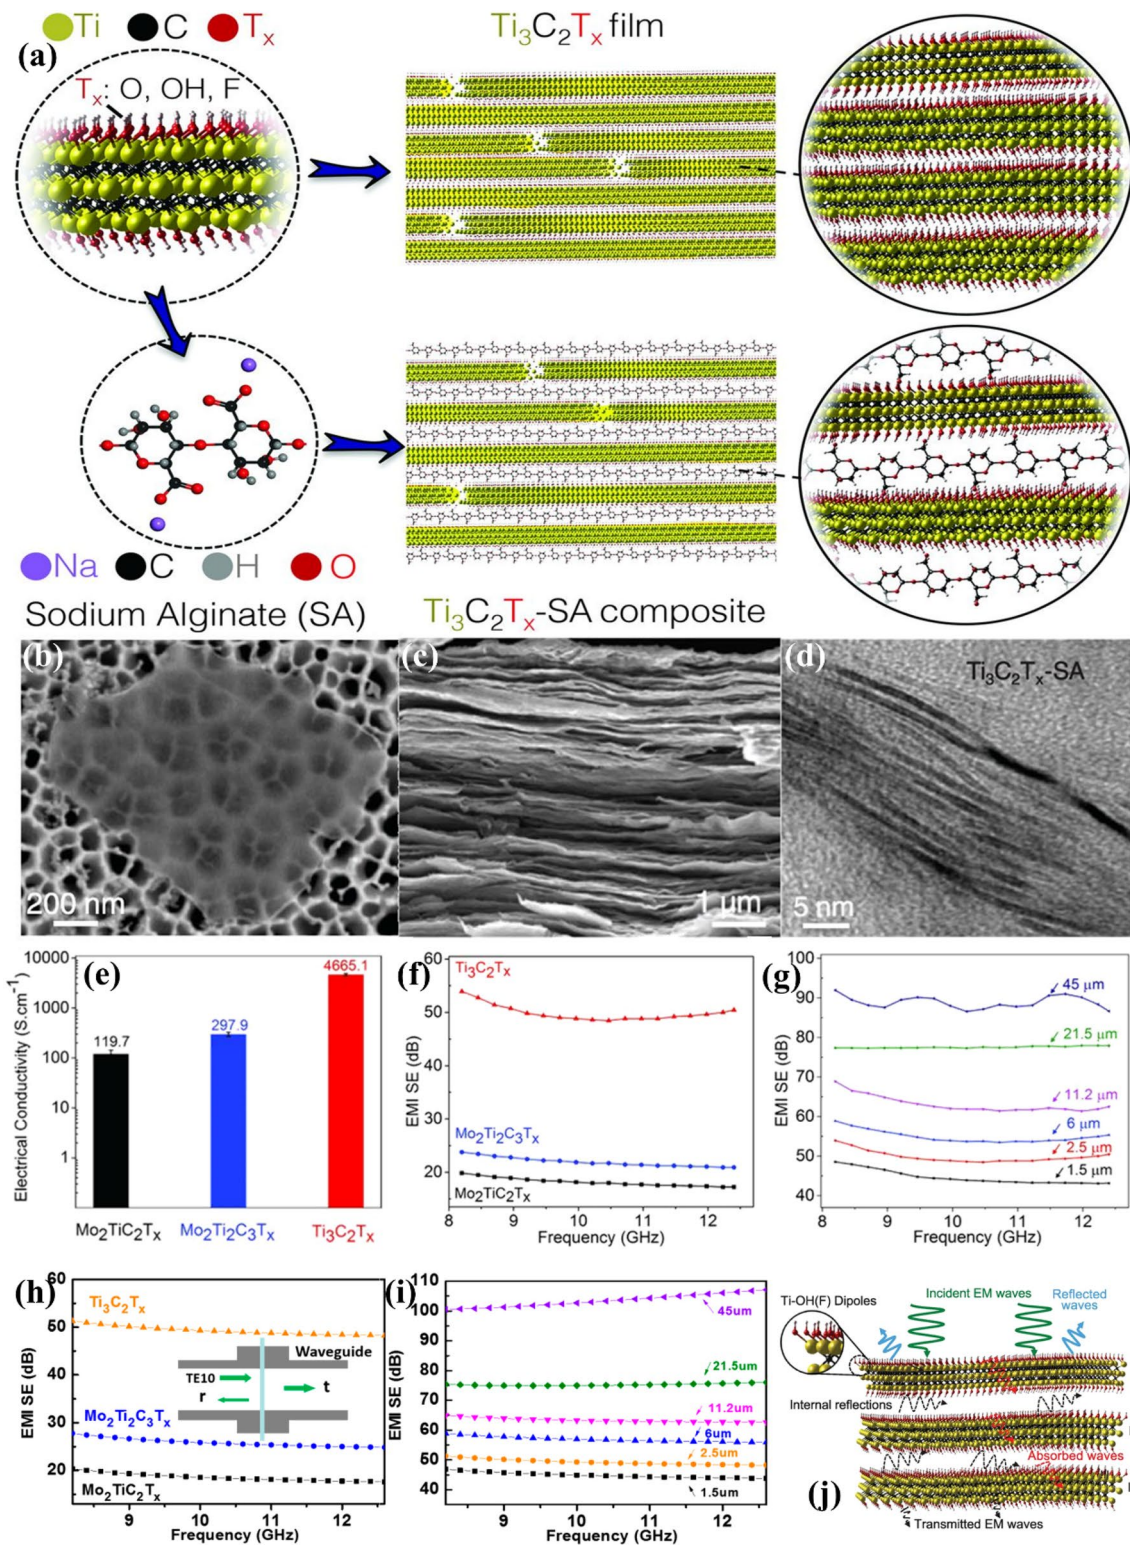 Ti C Tx
Ti3C2Tx film
(a)
Tx: O, OH, F
Na C H O
Sodium Alginate (SA)
Ti3C2Tx-SA composite
(b)
200 nm
(c)
1 µm
(d)
Ti3C2Tx-SA
5 nm
(e)
Electrical Conductivity (S.cm-1)
10000
1000
100
10
1
119.7
297.9
4665.1
Mo2TiC2Tx
Mo2Ti2C3Tx
Ti3C2Tx
(f)
EMI SE (dB)
60
50
40
30
20
Ti3C2Tx
Mo2Ti2C3Tx
Mo2TiC2Tx
8 9 10 11 12
Frequency (GHz)
(g)
EMI SE (dB)
100
90
80
70
60
50
40
45 µm
21.5 µm
11.2 µm
6 µm
2.5 µm
1.5 µm
8 9 10 11 12
Frequency (GHz)
(h)
EMI SE (dB)
60
50
40
30
20
Ti3C2Tx
Waveguide
TE10
r
t
Mo2Ti2C3Tx
Mo2TiC2Tx
9 10 11 12
Frequency (GHz)
(i)
EMI SE (dB)
110
100
90
80
70
60
50
40
45um
21.5um
11.2um
6um
2.5um
1.5um
9 10 11 12
Frequency (GHz)
Ti-OH(F) Dipoles
Incident EM waves
Reflected
waves
Internal reflections
Absorbed waves
(j)
Transmitted EM waves